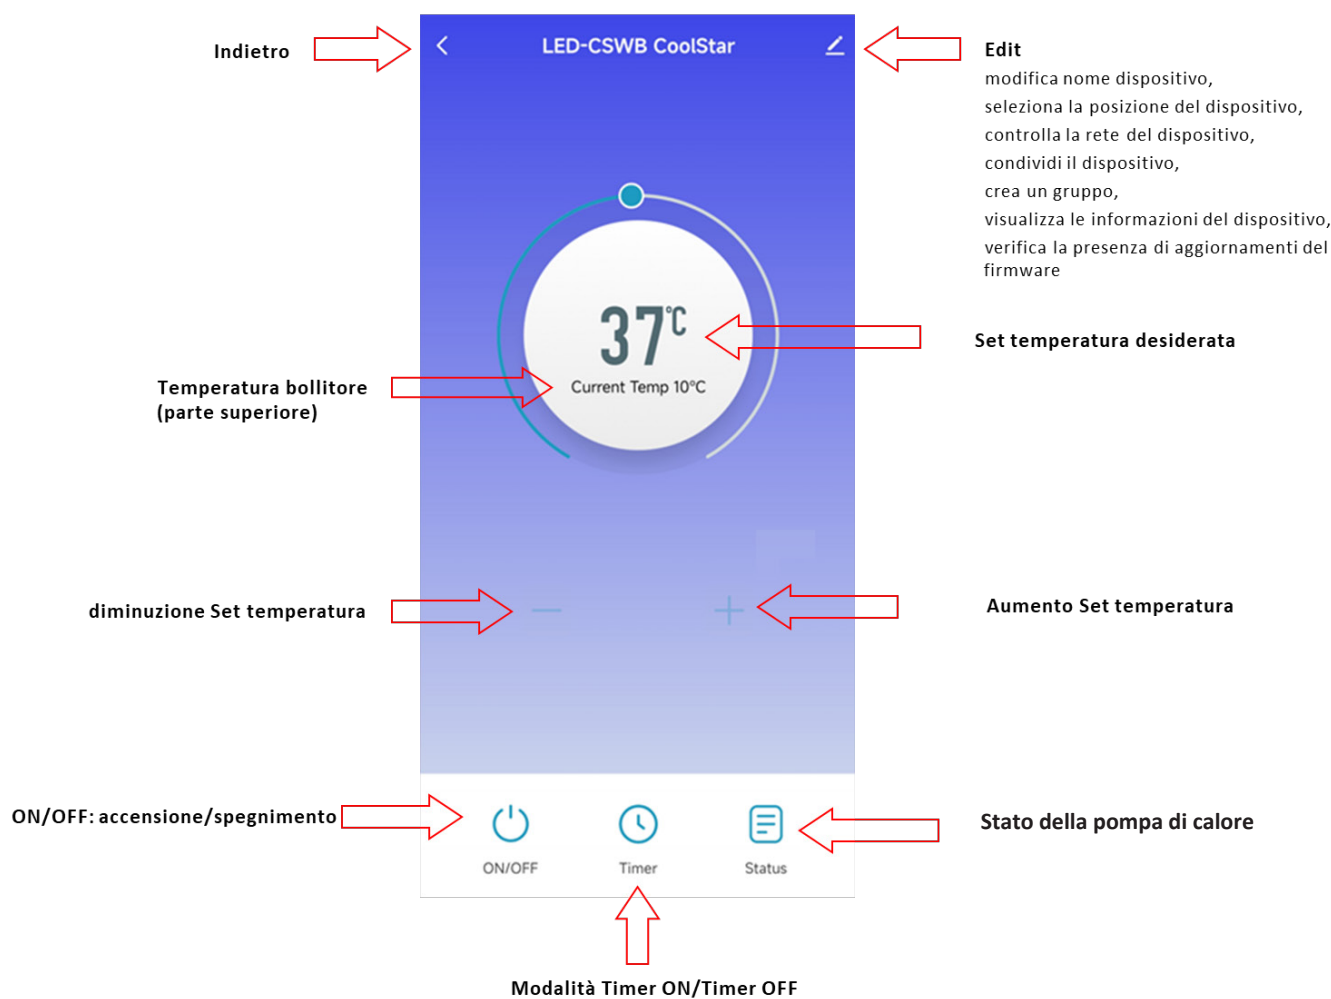 Indietro
LED-CSWB CoolStar
Edit
modifica nome dispositivo,
seleziona la posizione del dispositivo,
controlla la rete del dispositivo,
condividi il dispositivo,
crea un gruppo,
visualizza le informazioni del dispositivo,
verifica la presenza di aggiornamenti del
firmware
37°C
Set temperatura desiderata
Temperatura bollitore
(parte superiore)
Current Temp 10°C
diminuzione Set temperatura
Aumento Set temperatura
ON/OFF: accensione/spegnimento
Stato della pompa di calore
ON/OFF
Timer
Status
Modalità Timer ON/Timer OFF